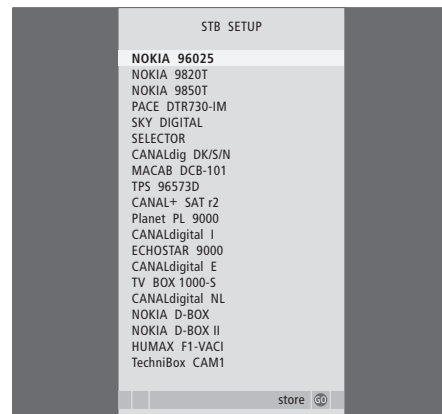 STB SETUP
NOKIA 96025
NOKIA 9820T
NOKIA 9850T
PACE DTR730-IM
SKY DIGITAL
SELECTOR
CANALdig DK/S/N
MACAB DCB-101
TPS 96573D
CANAL+ SAT r2
Planet PL 9000
CANALdigital I
ECHOSTAR 9000
CANALdigital E
TV BOX 1000-S
CANALdigital NL
NOKIA D-BOX
NOKIA D-BOX II
HUMAX F1-VACI
TechniBox CAM1
store GO